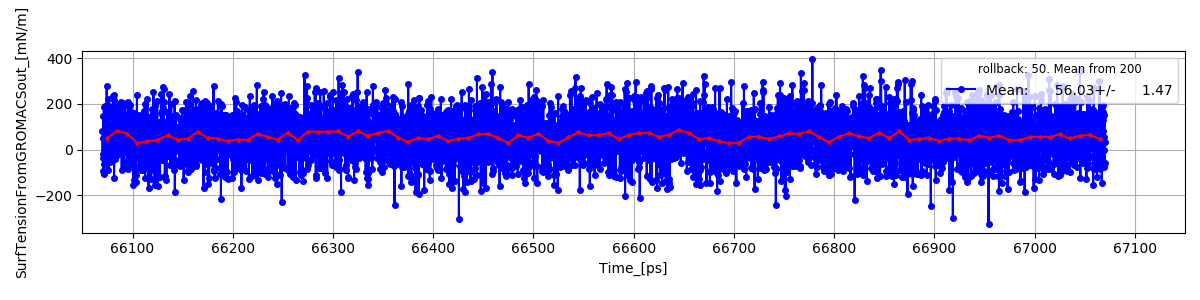 SurfTensionFromGROMACSout_[mN/m]
400
200
0
−200
rollback: 50. Mean from 200
Mean: 56.03+/- 1.47
66100 66200 66300 66400 66500 66600 66700 66800 66900 67000 67100
Time_[ps]